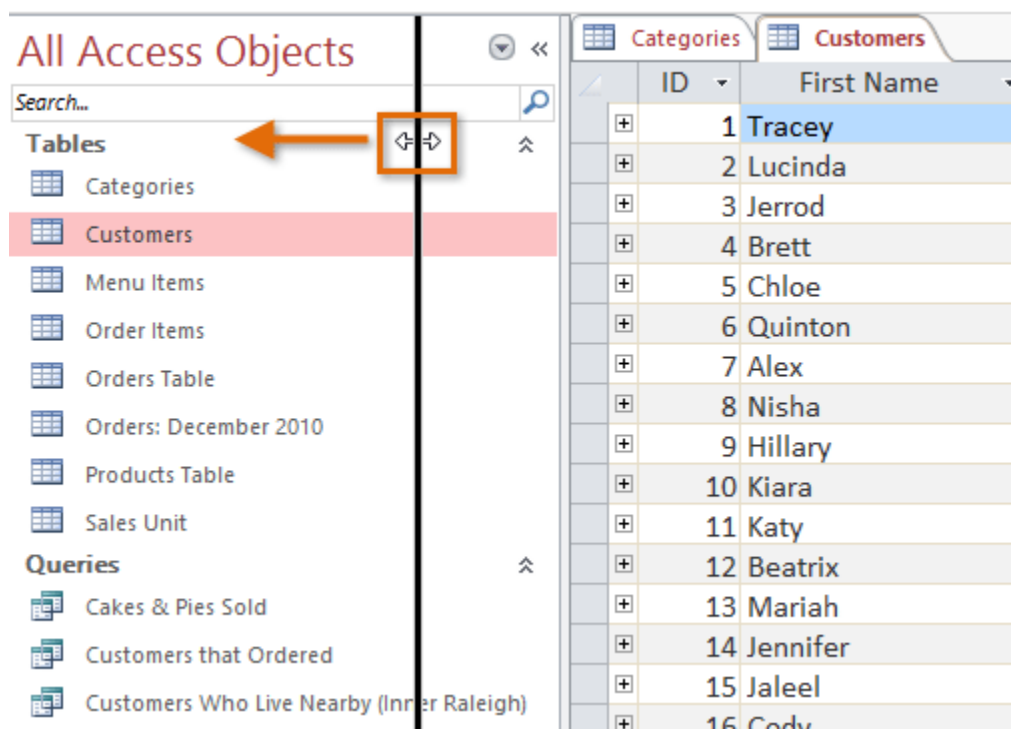 All Access Objects
Search...
Tables
Categories
Customers
Menu Items
Order Items
Orders Table
Orders: December 2010
Products Table
Sales Unit
Queries
Cakes & Pies Sold
Customers that Ordered
Customers Who Live Nearby (Inner Raleigh)
Categories Customers
ID First Name
1 Tracey
2 Lucinda
3 Jerrod
4 Brett
5 Chloe
6 Quinton
7 Alex
8 Nisha
9 Hillary
10 Kiara
11 Katy
12 Beatrix
13 Mariah
14 Jennifer
15 Jaleel
16 Cody